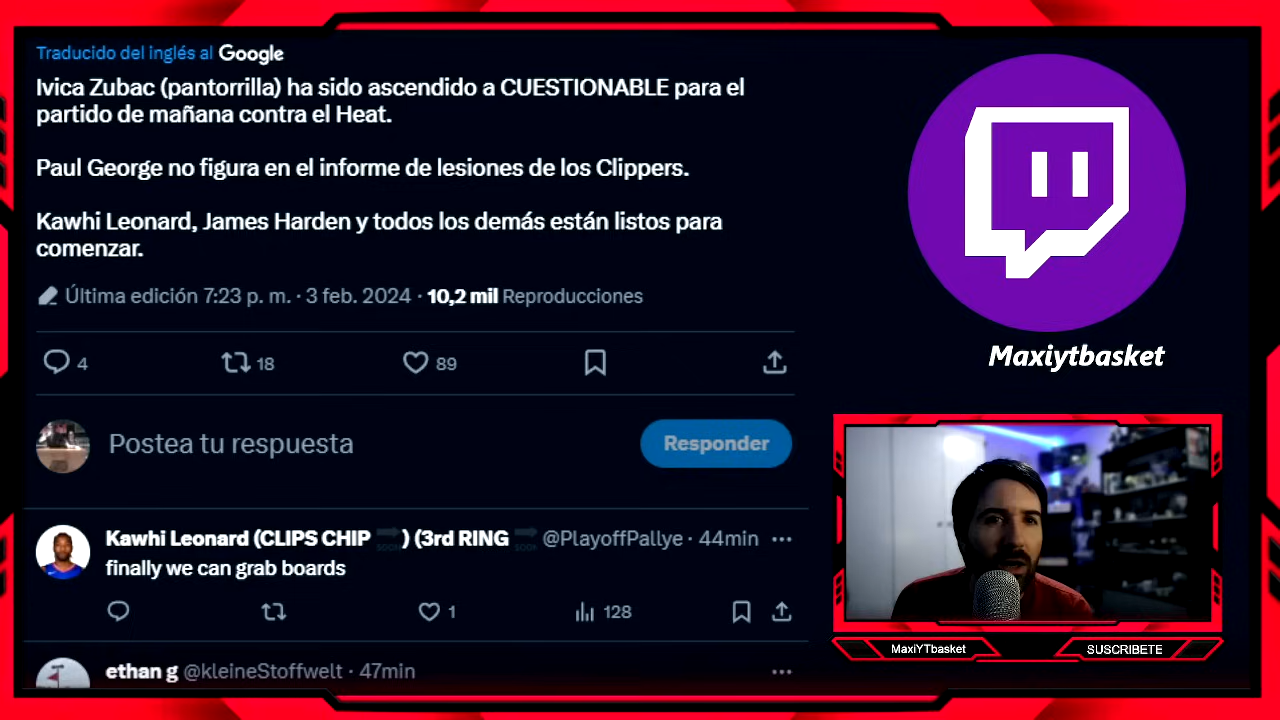 Traducido del inglés al Google
Ivica Zubac (pantorrilla) ha sido ascendido a CUESTIONABLE para el
partido de mañana contra el Heat.
Paul George no figura en el informe de lesiones de los Clippers.
Kawhi Leonard, James Harden y todos los demás están listos para
comenzar.
Última edición 7:23 p. m. · 3 feb. 2024 · 10,2 mil Reproducciones
4 18 89
Postea tu respuesta
Responder
Kawhi Leonard (CLIPS CHIP 🔜) (3rd RING 🔜 @PlayoffPallye · 44min
finally we can grab boards
1 128
ethan g @kleineStoffwelt · 47min
Maxiytbasket
MaxiYTbasket
SUSCRIBETE